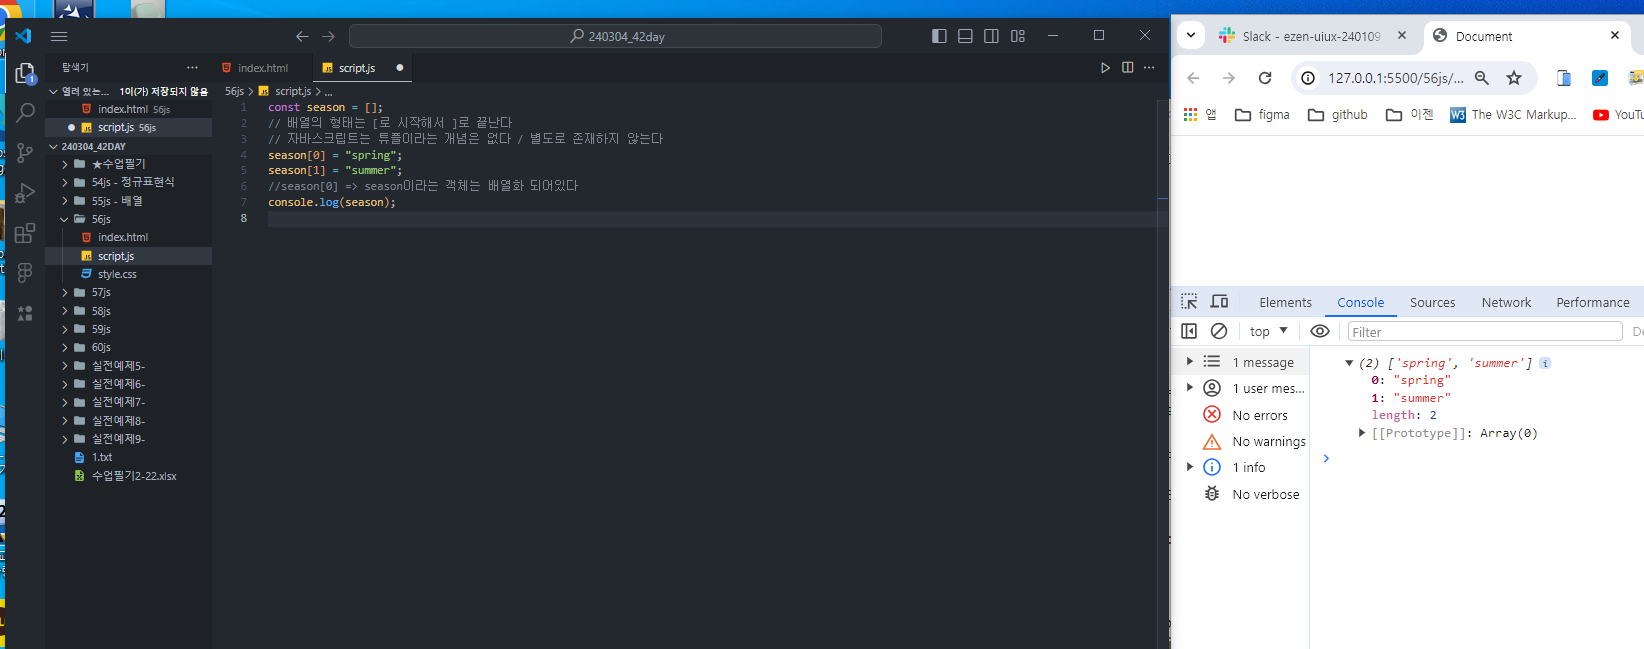 240304_42day
탐색기
index.html
script.js
열려 있는... 1이(가) 저장되지 않음
index.html 56js
script.js 56js
240304_42DAY
★수업필기
54js - 정규표현식
55js - 배열
56js
index.html
script.js
style.css
57js
58js
59js
60js
실전예제5-
실전예제6-
실전예제7-
실전예제8-
실전예제9-
1.txt
수업필기2-22.xlsx
56js > script.js > ...
1 const season = [];
2 // 배열의 형태는 [로 시작해서 ]로 끝난다
3 // 자바스크립트는 튜플이라는 개념은 없다 / 별도로 존재하지 않는다
4 season[0] = "spring";
5 season[1] = "summer";
6 //season[0] => season이라는 객체는 배열화 되어있다
7 console.log(season);
8
Slack - ezen-uiux-240109
Document
127.0.0.1:5500/56js/...
앱
figma
github
이젠
W3 The W3C Markup...
YouTu
Elements Console Sources Network Performance
top
Filter
De
1 message
1 user mes...
No errors
No warnings
1 info
No verbose
(2) ['spring', 'summer']
0: "spring"
1: "summer"
length: 2
[[Prototype]]: Array(0)